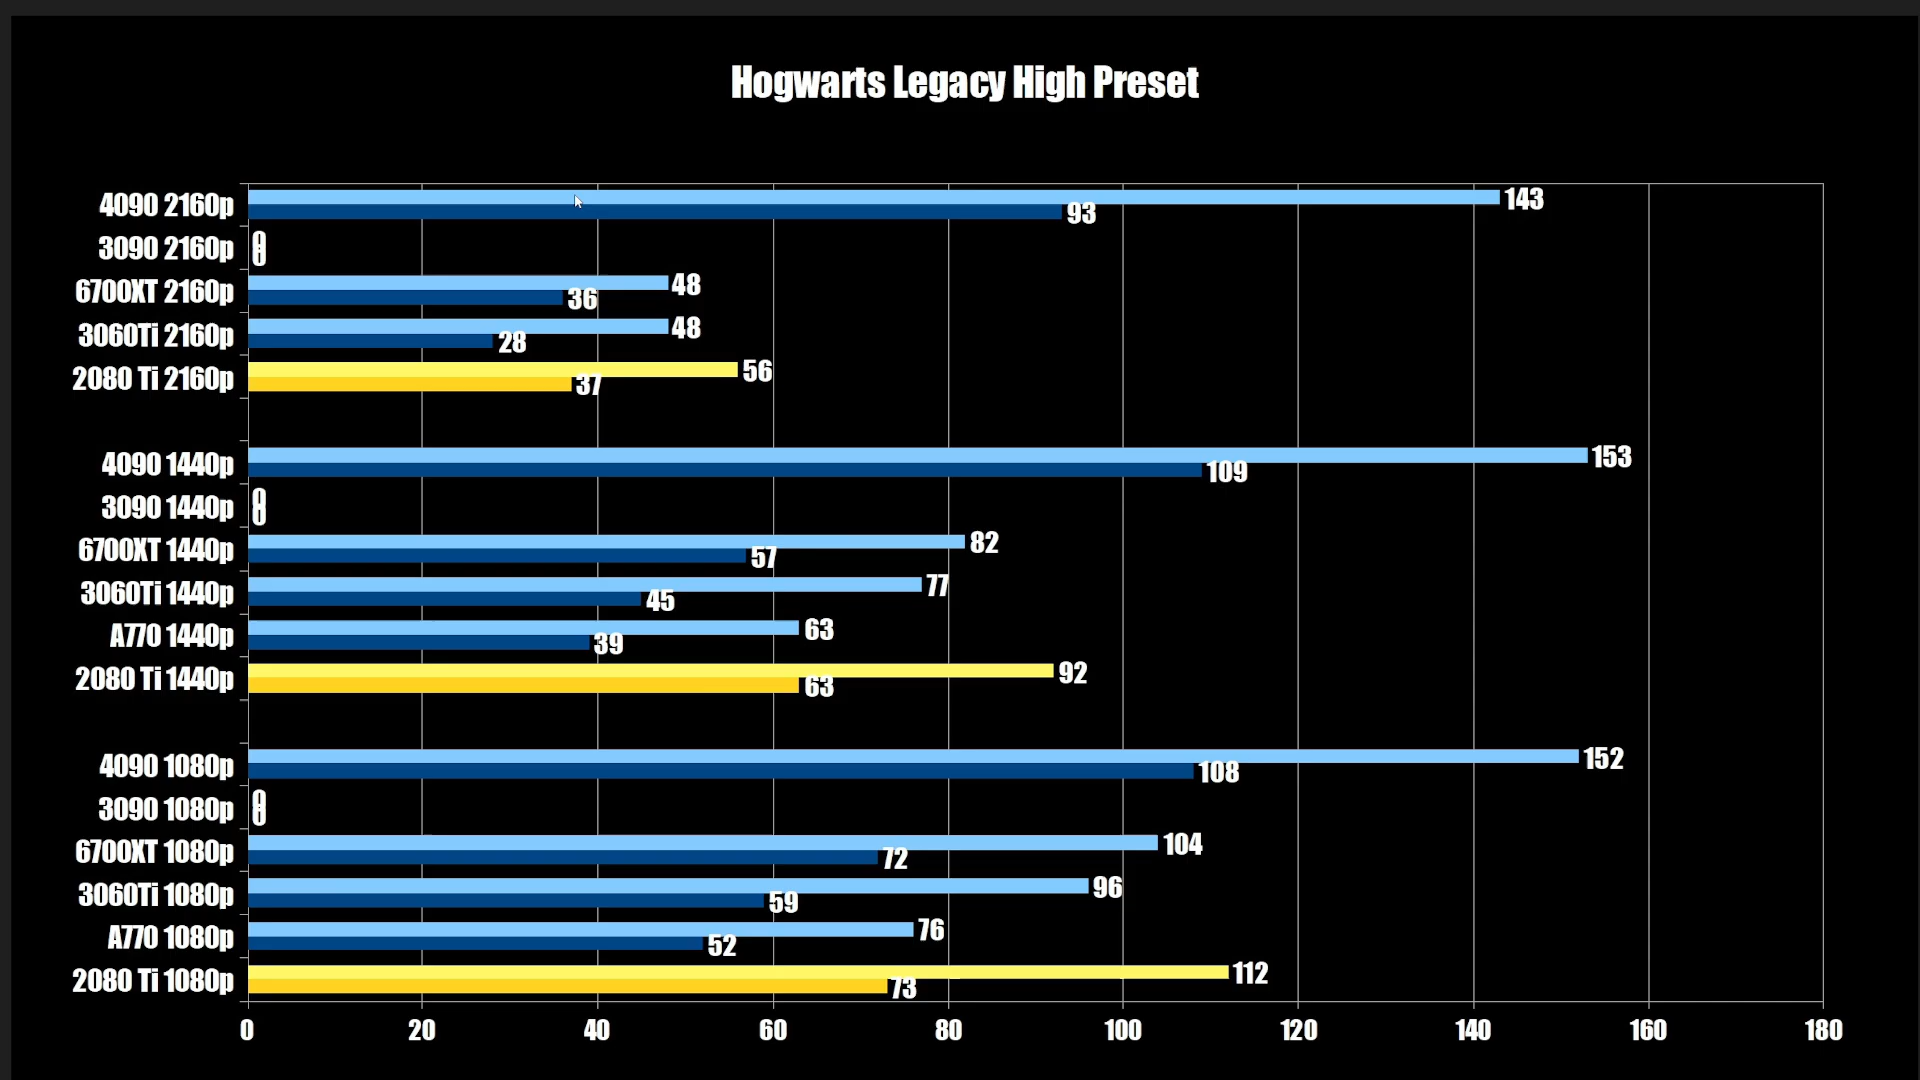 Hogwarts Legacy High Preset
4090 2160p 143
93
3090 2160p 0
0
6700XT 2160p 48
36
3060Ti 2160p 48
28
2080 Ti 2160p 56
37
4090 1440p 153
109
3090 1440p 0
0
6700XT 1440p 82
57
3060Ti 1440p 77
45
A770 1440p 63
39
2080 Ti 1440p 92
63
4090 1080p 152
108
3090 1080p 0
0
6700XT 1080p 104
72
3060Ti 1080p 96
59
A770 1080p 76
52
2080 Ti 1080p 112
73
0 20 40 60 80 100 120 140 160 180